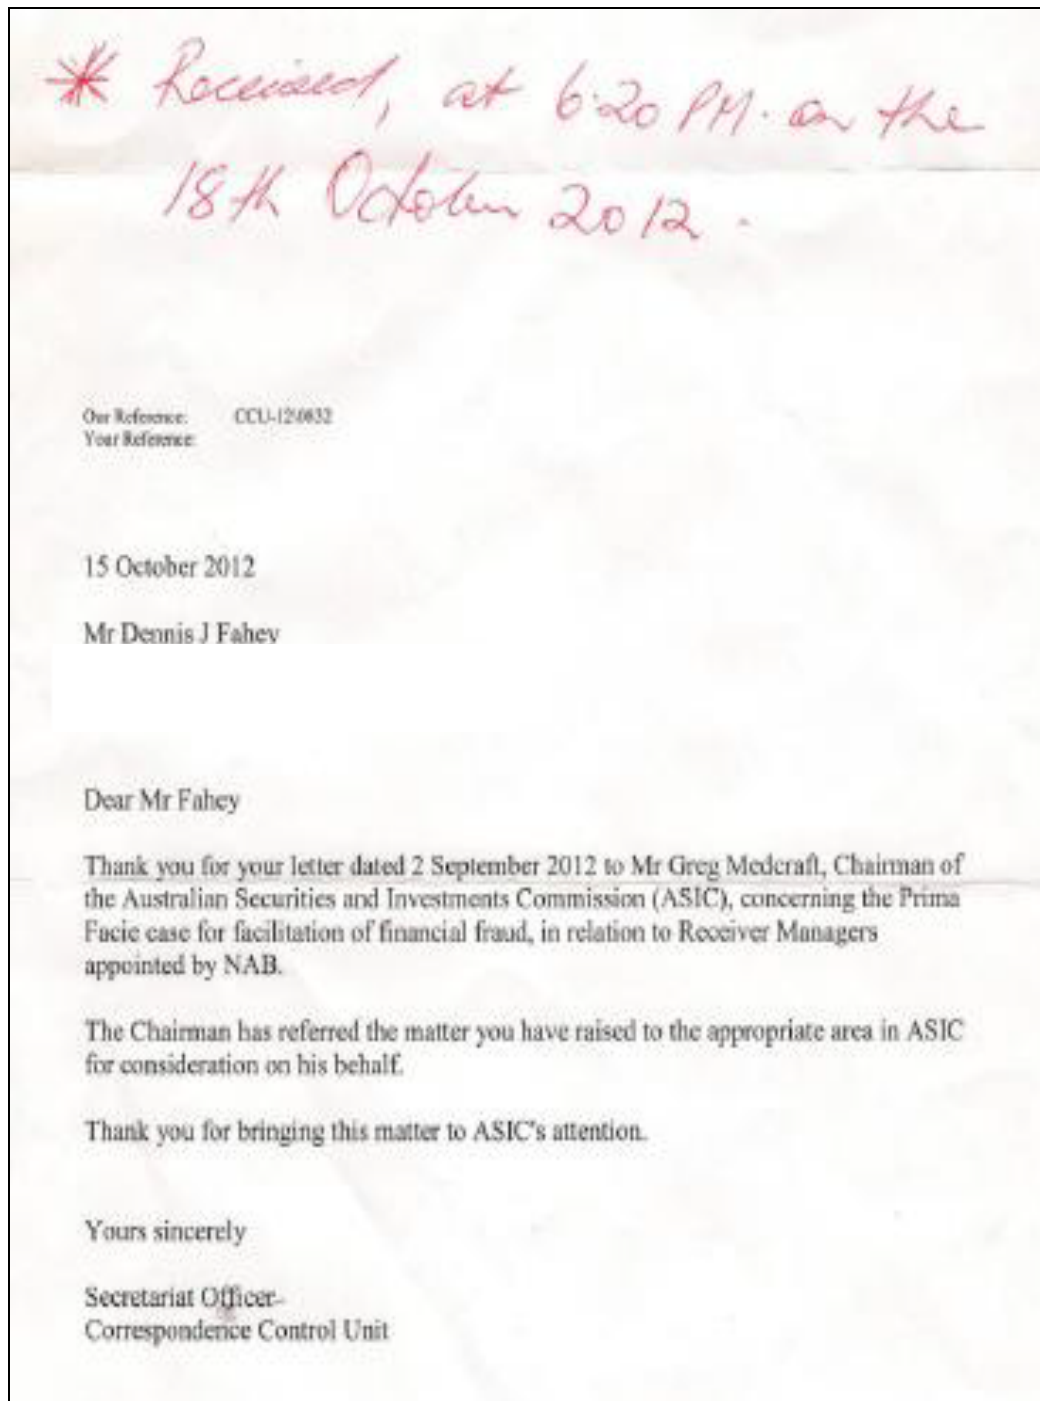 * Received, at 6.20 PM. on the
18th October 2012.
Our Reference: CCU-12\0832
Your Reference:
15 October 2012
Mr Dennis J Fahey
Dear Mr Fahey
Thank you for your letter dated 2 September 2012 to Mr Greg Medcraft, Chairman of
the Australian Securities and Investments Commission (ASIC), concerning the Prima
Facie case for facilitation of financial fraud, in relation to Receiver Managers
appointed by NAB.
The Chairman has referred the matter you have raised to the appropriate area in ASIC
for consideration on his behalf.
Thank you for bringing this matter to ASIC's attention.
Yours sincerely
Secretariat Officer
Correspondence Control Unit